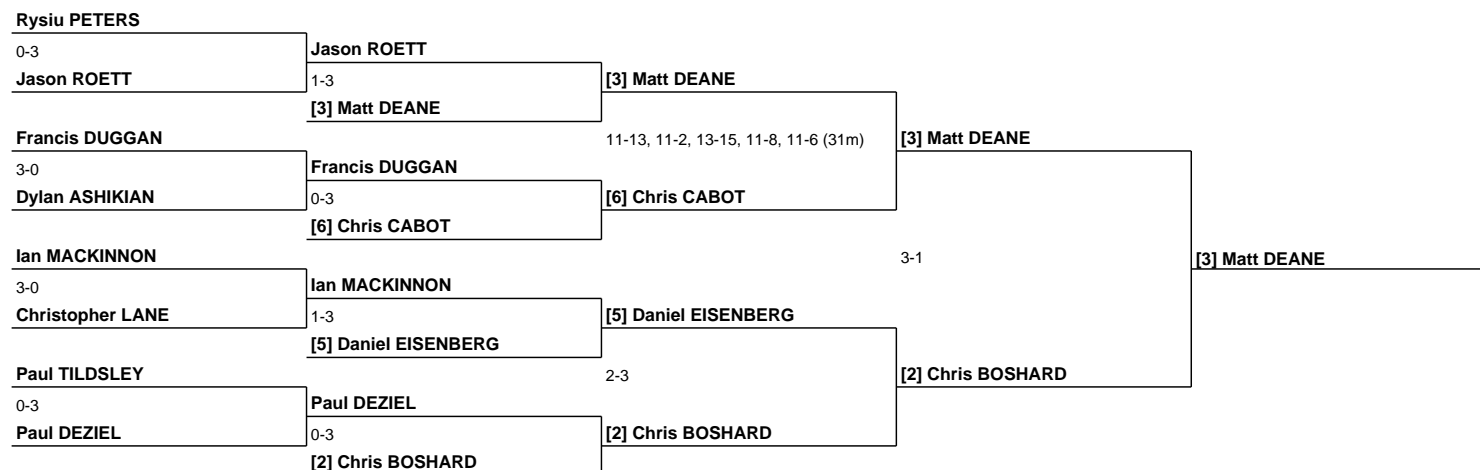 Rysiu PETERS
0-3
Jason ROETT
Jason ROETT
1-3
[3] Matt DEANE
[3] Matt DEANE
Francis DUGGAN
3-0
Dylan ASHIKIAN
Francis DUGGAN
0-3
[6] Chris CABOT
11-13, 11-2, 13-15, 11-8, 11-6 (31m)
[6] Chris CABOT
[3] Matt DEANE
Ian MACKINNON
3-0
Christopher LANE
Ian MACKINNON
1-3
[5] Daniel EISENBERG
[5] Daniel EISENBERG
3-1
[3] Matt DEANE
Paul TILDSLEY
0-3
Paul DEZIEL
Paul DEZIEL
0-3
[2] Chris BOSHARD
2-3
[2] Chris BOSHARD
[2] Chris BOSHARD